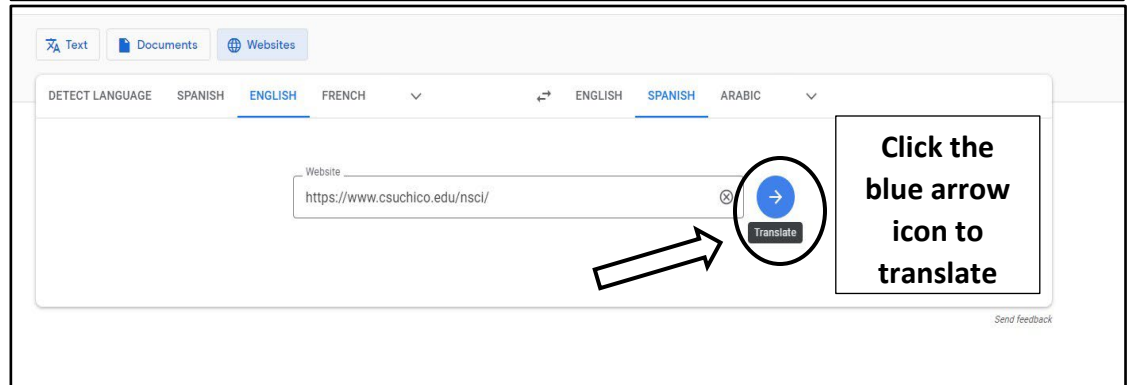 Text Documents Websites
DETECT LANGUAGE SPANISH ENGLISH FRENCH ENGLISH SPANISH ARABIC
Website
https://www.csuchico.edu/nsci/
Translate
Click the
blue arrow
icon to
translate
Send feedback